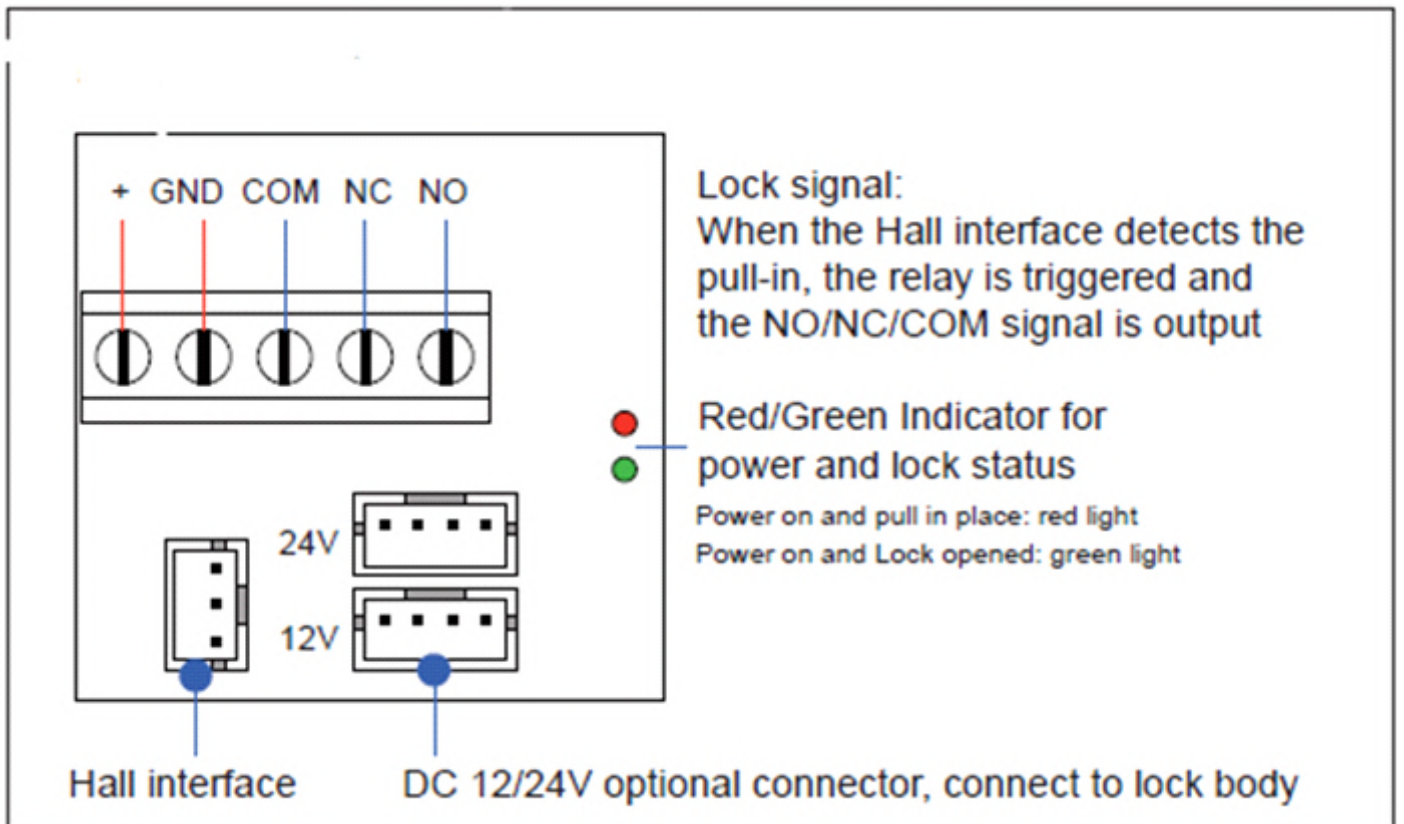 + GND COM NC NO
Lock signal:
When the Hall interface detects the
pull-in, the relay is triggered and
the NO/NC/COM signal is output
Red/Green Indicator for
power and lock status
Power on and pull in place: red light
Power on and Lock opened: green light
24V
12V
Hall interface
DC 12/24V optional connector, connect to lock body